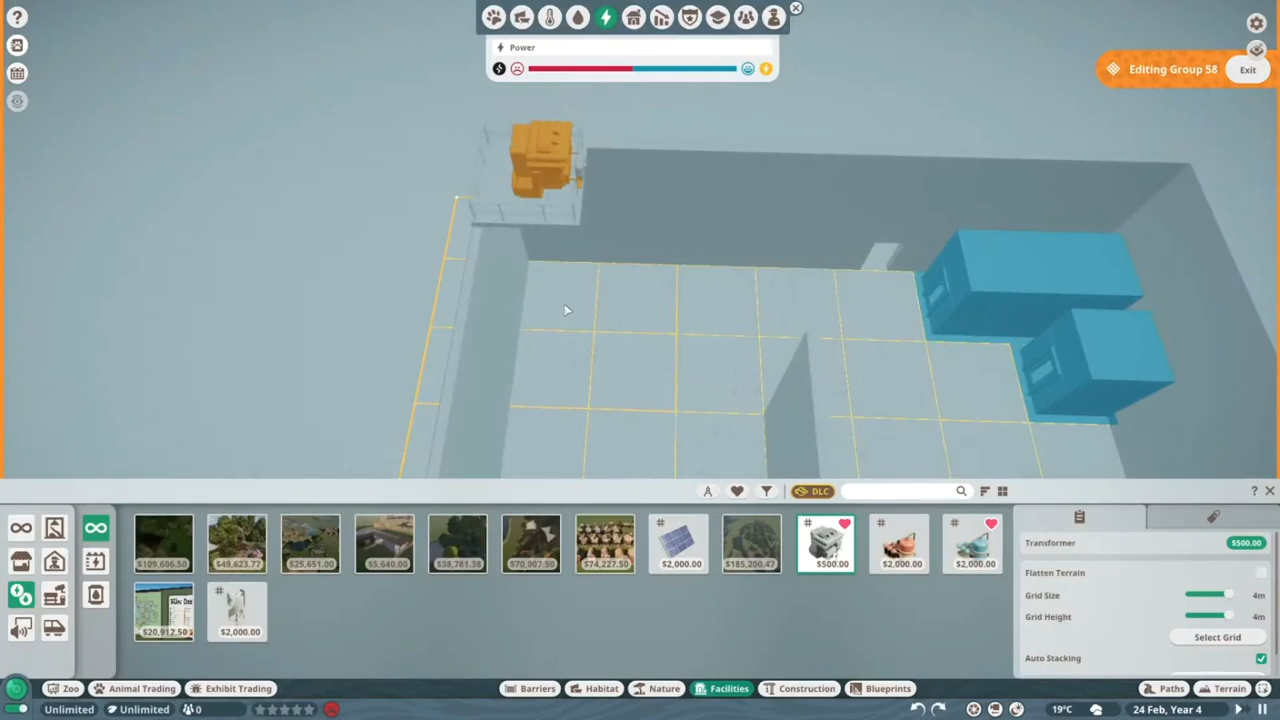 Power
Editing Group 58
Exit
DLC
$109,606.50
$49,623.77
$25,651.00
$5,640.00
$38,781.38
$70,007.50
$74,227.50
$2,000.00
$185,200.47
$500.00
$2,000.00
$2,000.00
$20,912.50
$2,000.00
Transformer
$500.00
Flatten Terrain
Grid Size
4m
Grid Height
4m
Select Grid
Auto Stacking
Zoo
Animal Trading
Exhibit Trading
Barriers
Habitat
Nature
Facilities
Construction
Blueprints
Paths
Terrain
Unlimited
Unlimited
0
19°C
24 Feb, Year 4